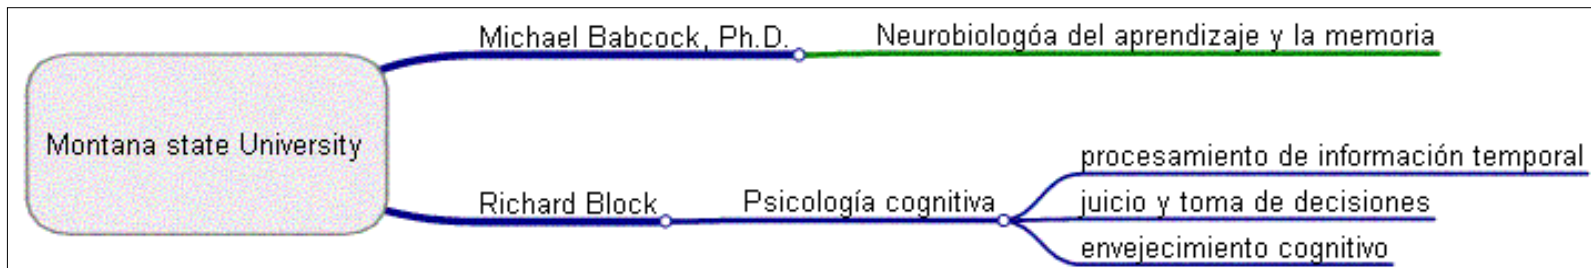 Montana state University
Michael Babcock, Ph.D.
Neurobiologóa del aprendizaje y la memoria
Richard Block
Psicología cognitiva
procesamiento de información temporal
juicio y toma de decisiones
envejecimiento cognitivo